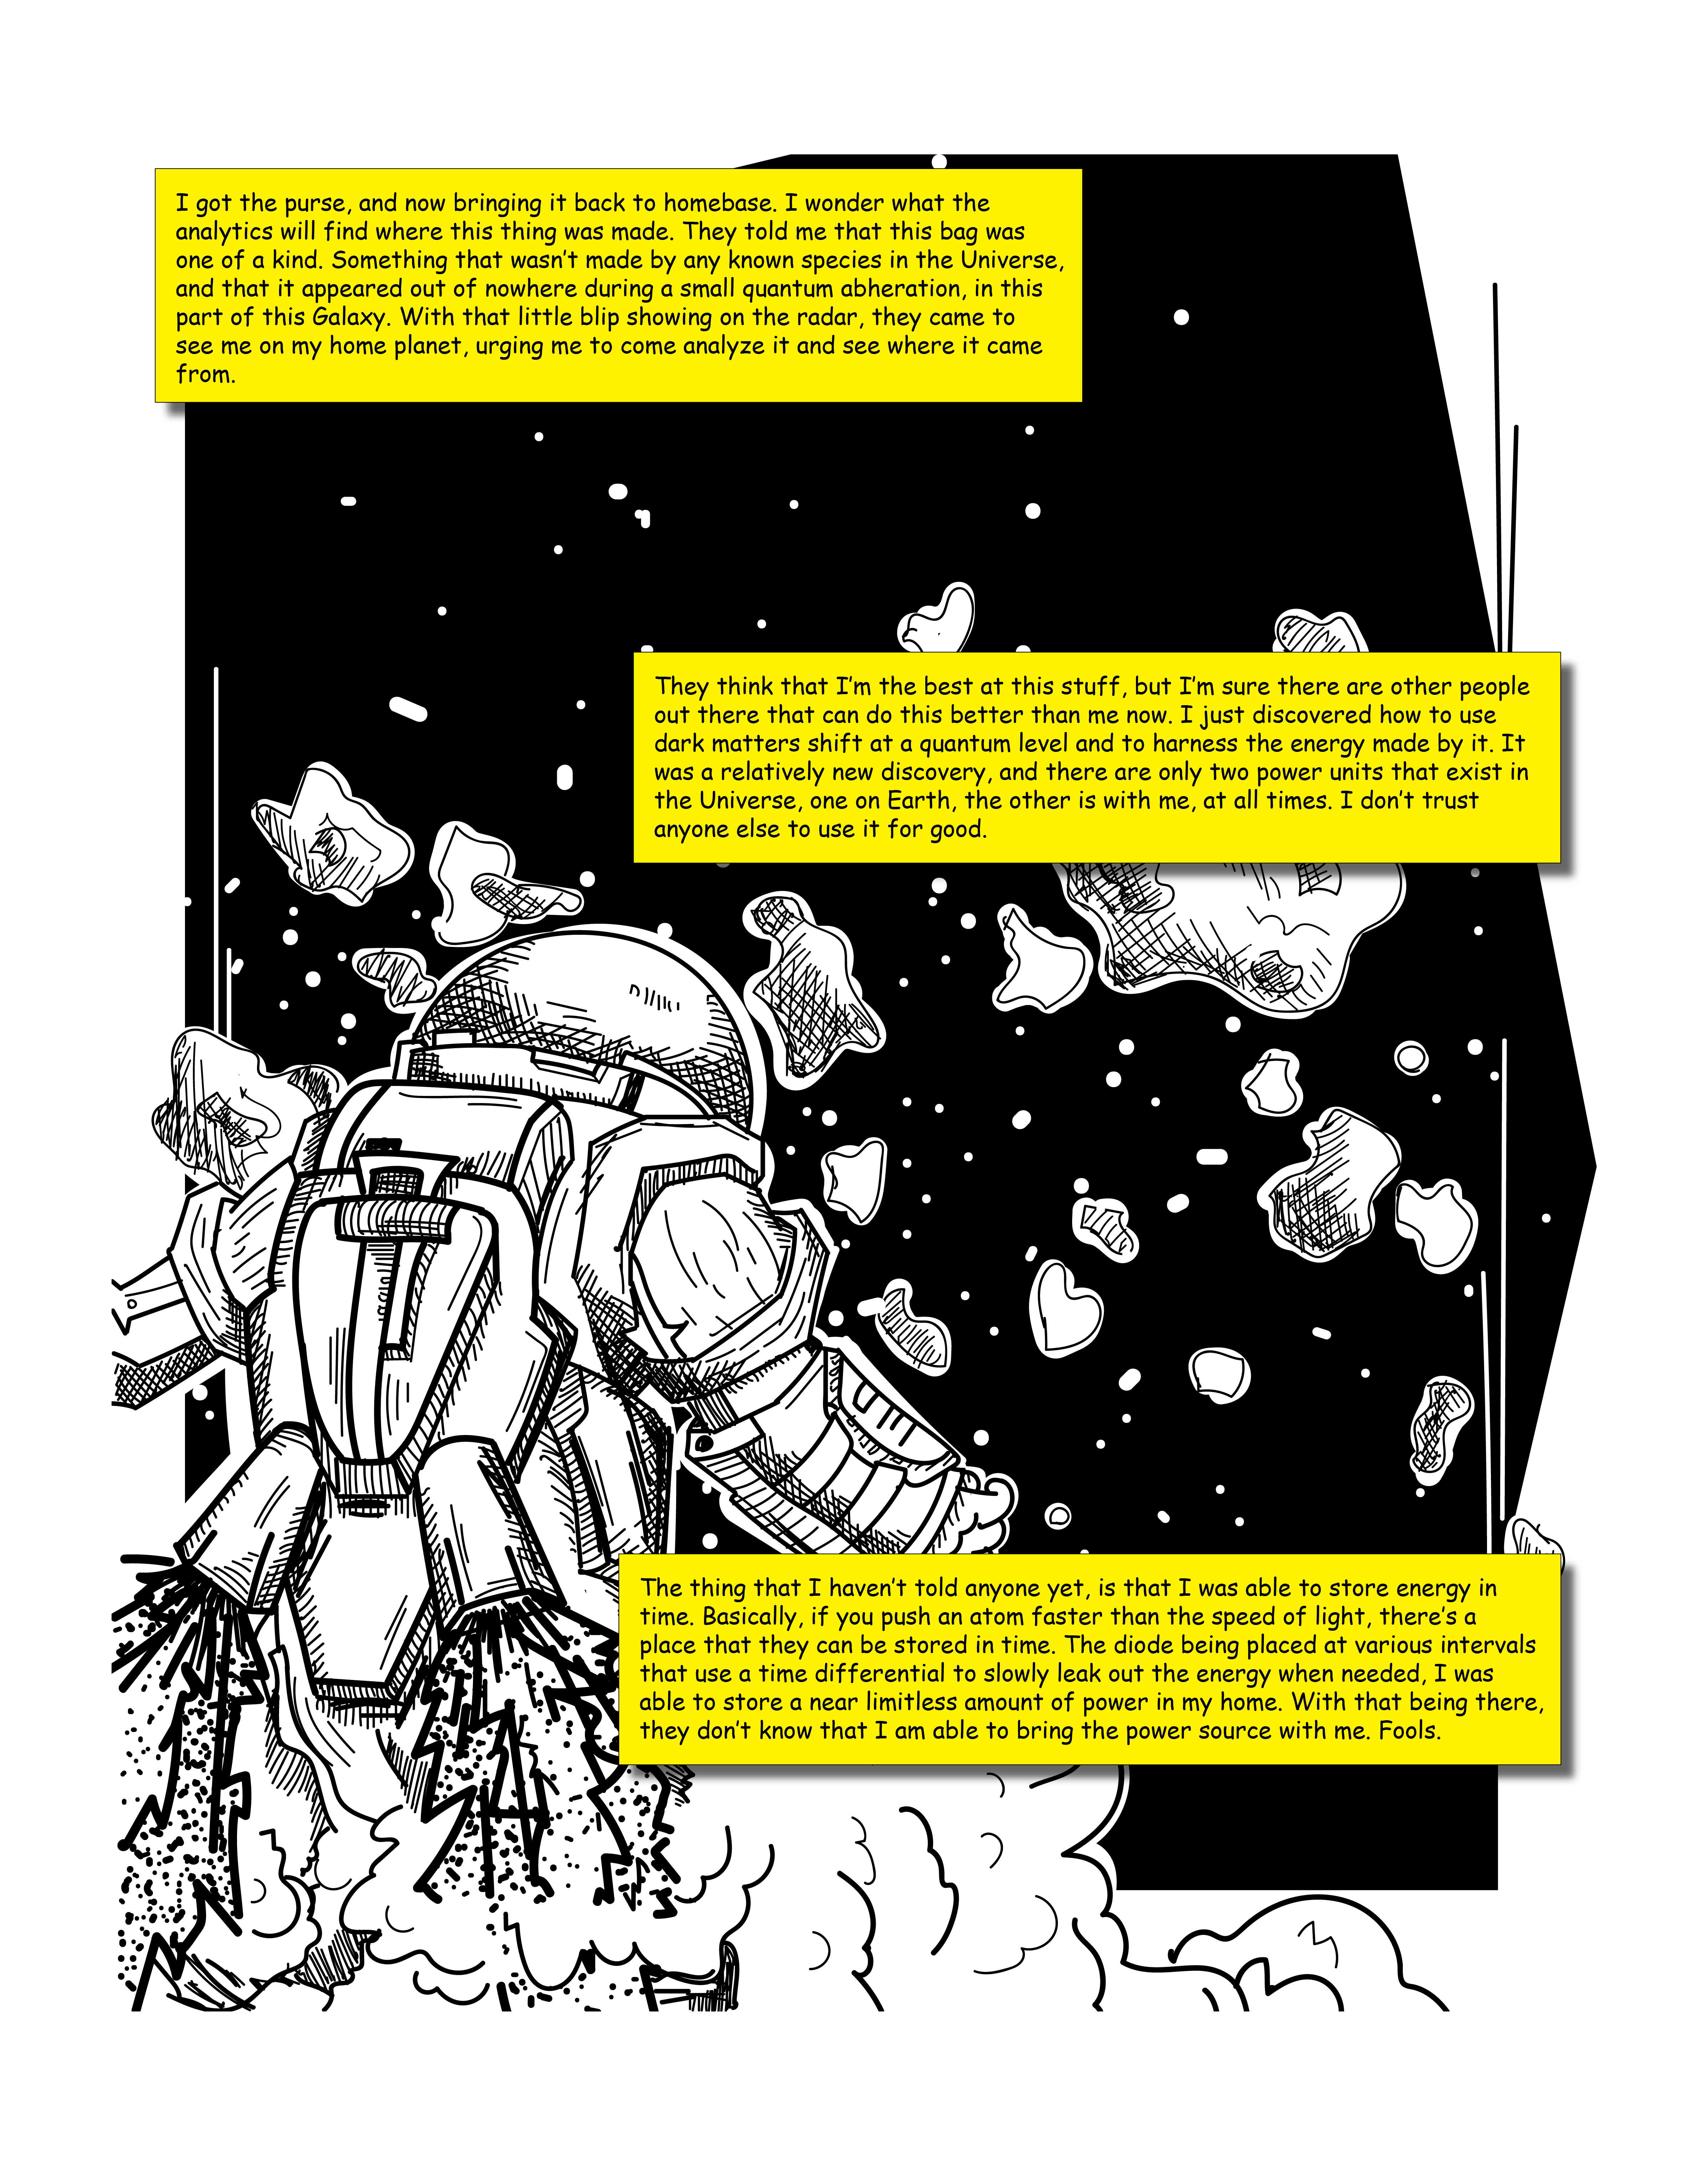 I got the purse, and now bringing it back to homebase. I wonder what the
analytics will find where this thing was made. They told me that this bag was
one of a kind. Something that wasn't made by any known species in the Universe,
and that it appeared out of nowhere during a small quantum abheration, in this
part of this Galaxy. With that little blip showing on the radar, they came to
see me on my home planet, urging me to come analyze it and see where it came
from.
They think that I'm the best at this stuff, but I'm sure there are other people
out there that can do this better than me now. I just discovered how to use
dark matters shift at a quantum level and to harness the energy made by it. It
was a relatively new discovery, and there are only two power units that exist in
the Universe, one on Earth, the other is with me, at all times. I don't trust
anyone else to use it for good.
The thing that I haven't told anyone yet, is that I was able to store energy in
time. Basically, if you push an atom faster than the speed of light, there's a
place that they can be stored in time. The diode being placed at various intervals
that use a time differential to slowly leak out the energy when needed, I was
able to store a near limitless amount of power in my home. With that being there,
they don't know that I am able to bring the power source with me. Fools.